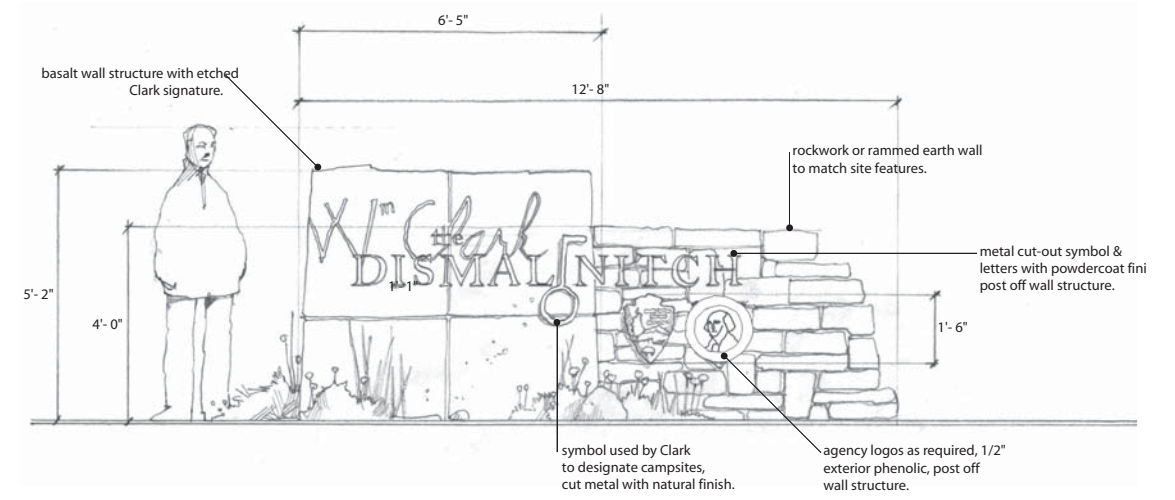 6'- 5"
basalt wall structure with etched
Clark signature.
12'- 8"
rockwork or rammed earth wall
to match site features.
Wm Clark
the
DISMAL NITCH
1'- 1"
metal cut-out symbol &
letters with powdercoat fini
post off wall structure.
5'- 2"
4'- 0"
1'- 6"
symbol used by Clark
to designate campsites,
cut metal with natural finish.
agency logos as required, 1/2"
exterior phenolic, post off
wall structure.